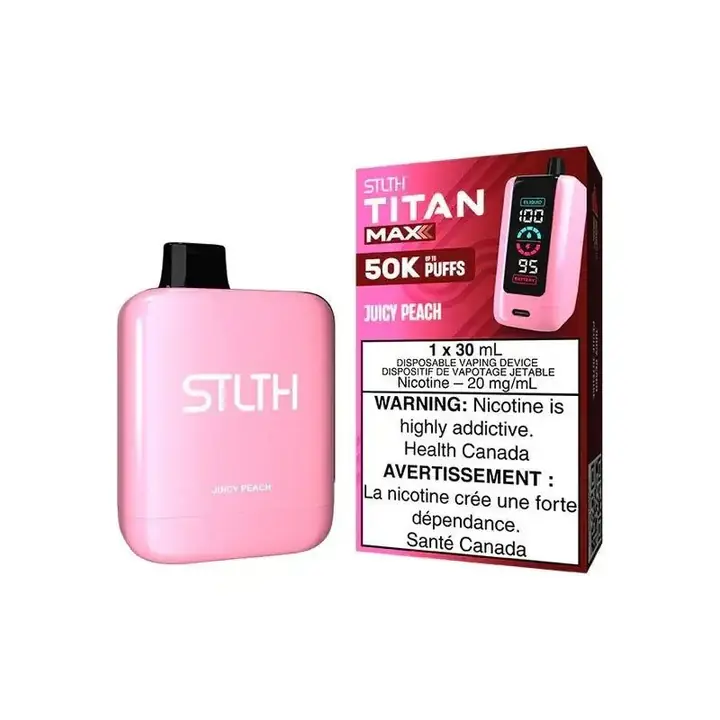 STLTH
JUICY PEACH
STLTH
TITAN
MAX
50K UP TO PUFFS
JUICY PEACH
ELIQUID
100
95
BATTERY
1 x 30 mL
DISPOSABLE VAPING DEVICE
DISPOSITIF DE VAPOTAGE JETABLE
Nicotine – 20 mg/mL
WARNING: Nicotine is
highly addictive.
Health Canada
AVERTISSEMENT :
La nicotine crée une forte
dépendance.
Santé Canada